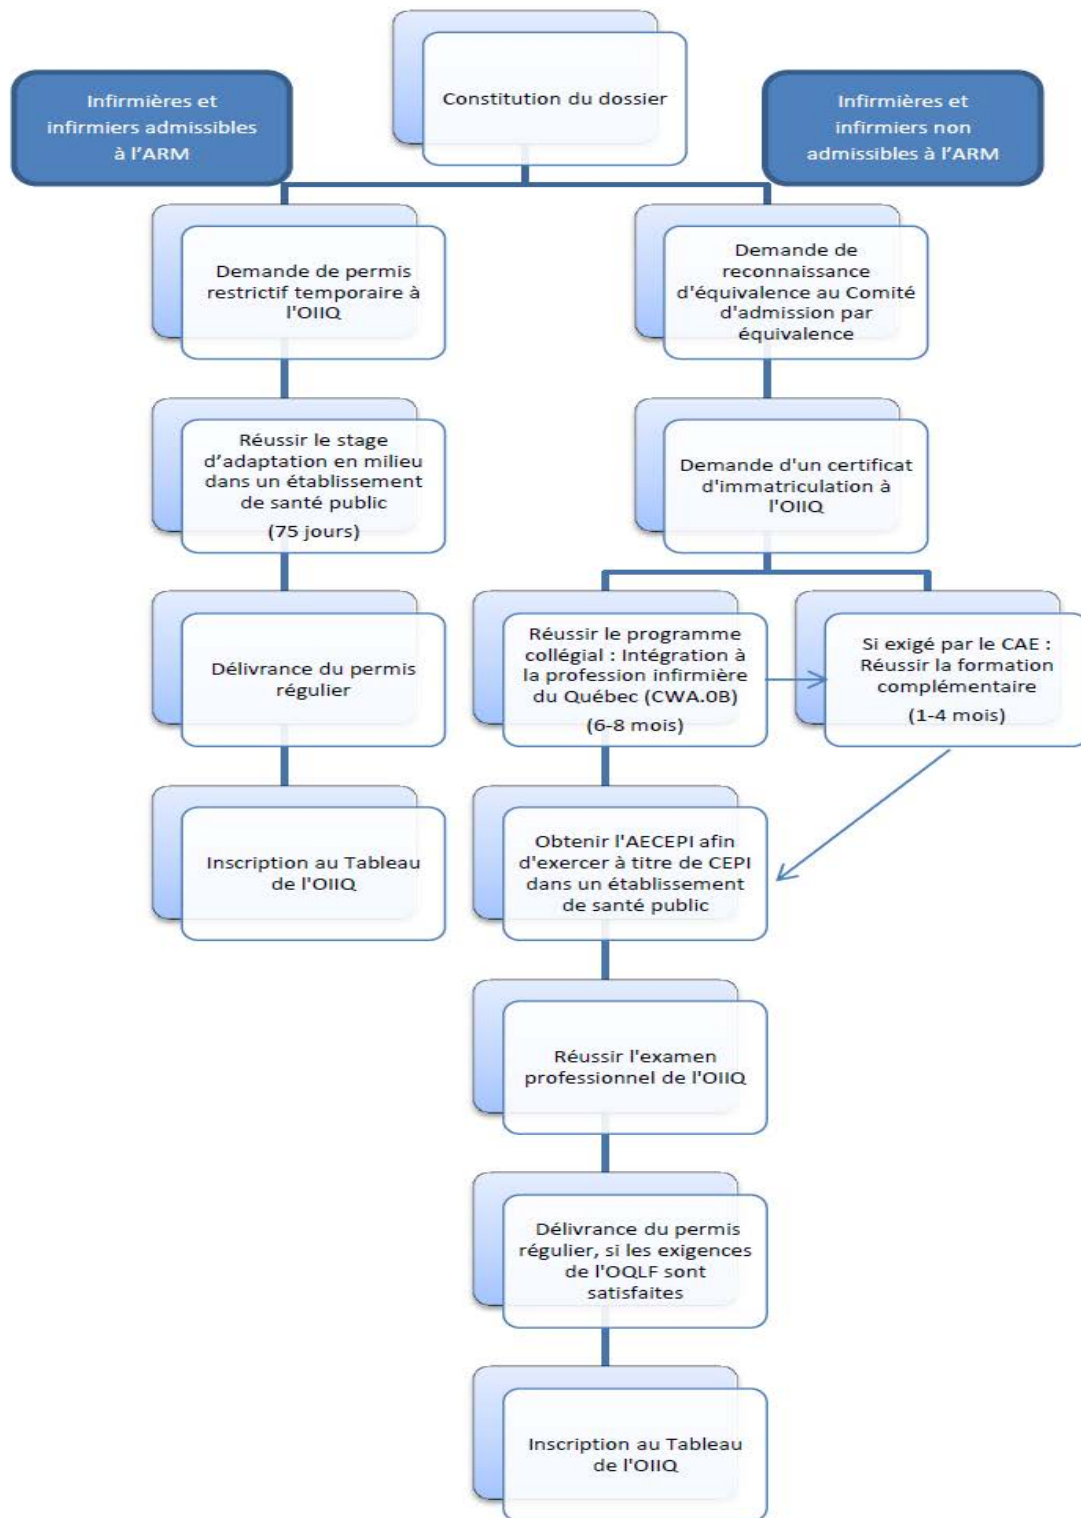 Constitution du dossier
Infirmières et
infirmiers admissibles
à l'ARM
Infirmières et
infirmiers non
admissibles à l'ARM
Demande de permis
restrictif temporaire à
l'OIIQ
Demande de
reconnaissance
d'équivalence au Comité
d'admission par
équivalence
Réussir le stage
d'adaptation en milieu
dans un établissement
de santé public
(75 jours)
Demande d'un certificat
d'immatriculation à
l'OIIQ
Délivrance du permis
régulier
Réussir le programme
collégial : Intégration à
la profession infirmière
du Québec (CWA.0B)
(6-8 mois)
Si exigé par le CAE :
Réussir la formation
complémentaire
(1-4 mois)
Inscription au Tableau
de l'OIIQ
Obtenir l'AECEPI afin
d'exercer à titre de CEPI
dans un établissement
de santé public
Réussir l'examen
professionnel de l'OIIQ
Délivrance du permis
régulier, si les exigences
de l'OQLF sont
satisfaites
Inscription au Tableau
de l'OIIQ